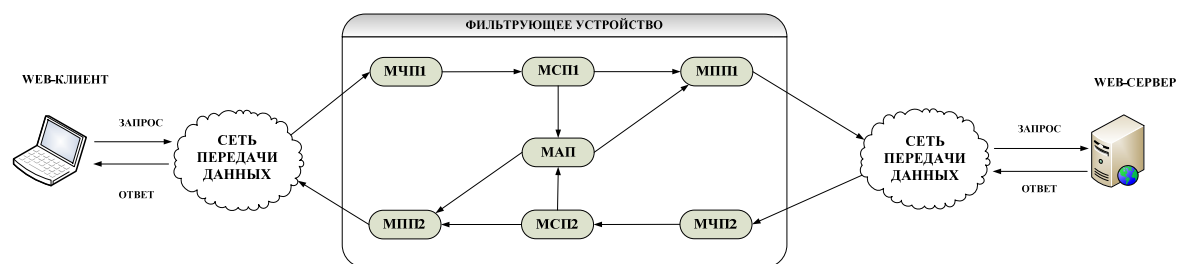 ФИЛЬТРУЮЩЕЕ УСТРОЙСТВО
WEB-КЛИЕНТ
ЗАПРОС
ОТВЕТ
СЕТЬ
ПЕРЕДАЧИ
ДАННЫХ
МЧП1
МСП1
МПП1
МАП
МПП2
МСП2
МЧП2
СЕТЬ
ПЕРЕДАЧИ
ДАННЫХ
WEB-СЕРВЕР
ЗАПРОС
ОТВЕТ